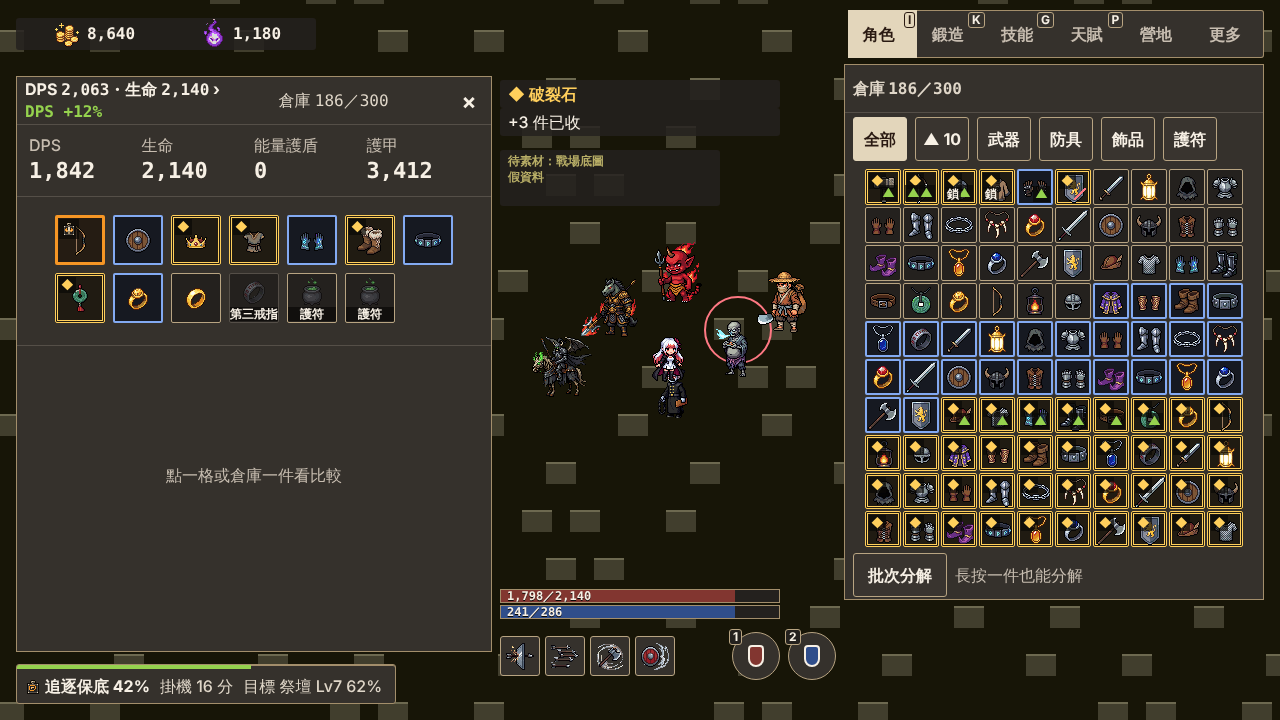 8,640
1,180
角色 I
鍛造 K
技能 G
天賦 P
營地
更多
DPS 2,063・生命 2,140 ›
DPS +12%
倉庫 186／300
×
DPS
1,842
生命
2,140
能量護盾
0
護甲
3,412
第三戒指
護符
護符
點一格或倉庫一件看比較
破裂石
+3 件已收
待素材：戰場底圖
假資料
倉庫 186／300
全部
▲ 10
武器
防具
飾品
護符
鎖
鎖
批次分解
長按一件也能分解
1,798／2,140
241／286
1
2
追逐保底 42% 掛機 16 分 目標 祭壇 Lv7 62%